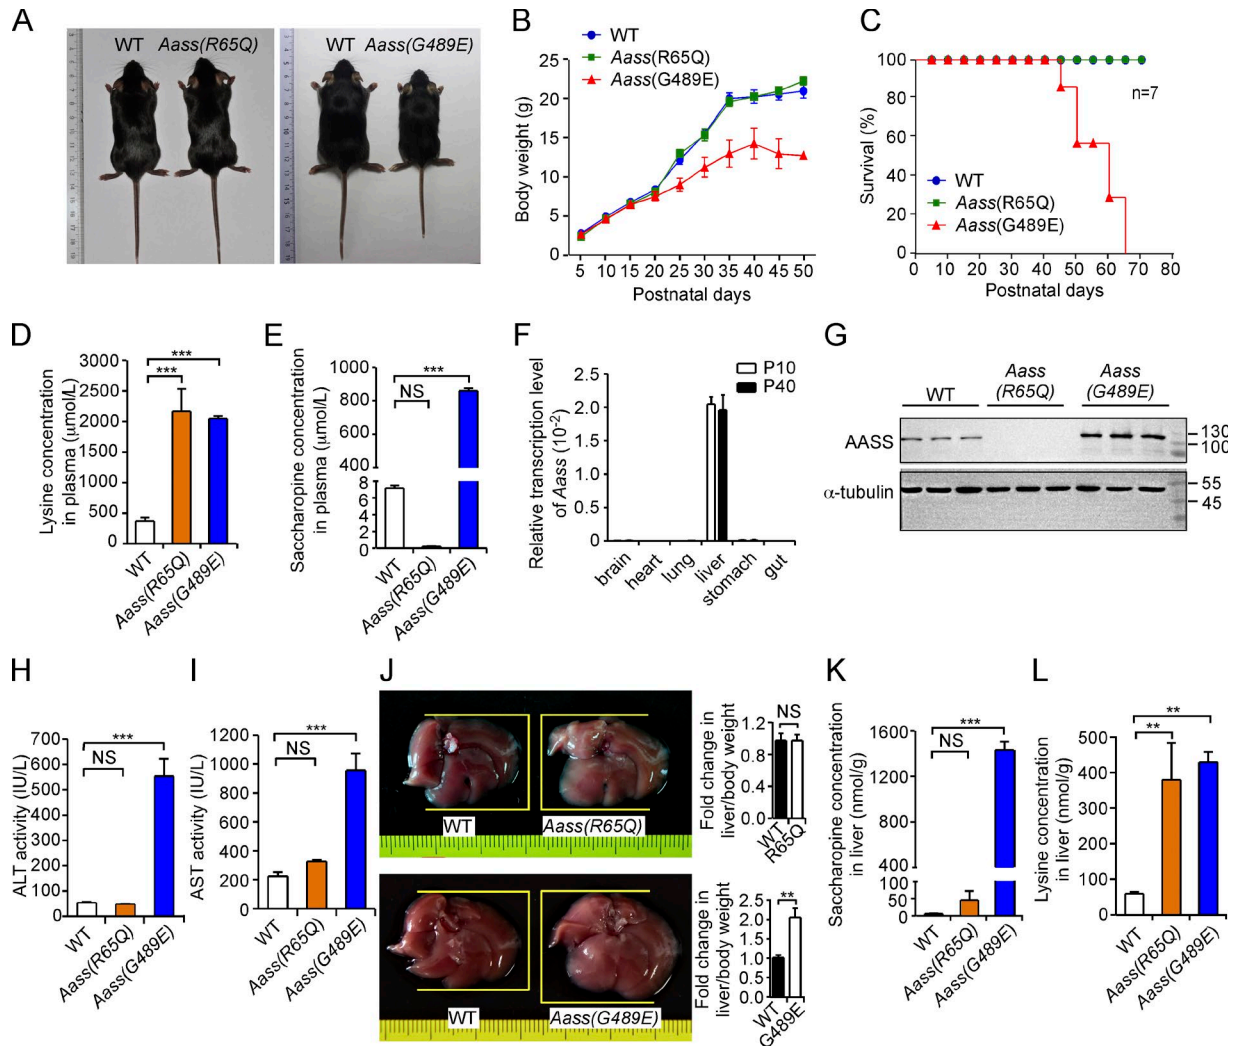 A
WT Aass(R65Q)
WT Aass(G489E)
B
WT
Aass(R65Q)
Aass(G489E)
Body weight (g)
25
20
15
10
5
0
5 10 15 20 25 30 35 40 45 50
Postnatal days
C
Survival (%)
100
80
60
40
20
0
n=7
WT
Aass(R65Q)
Aass(G489E)
0 10 20 30 40 50 60 70 80
Postnatal days
D
Lysine concentration
in plasma (μmol/L)
3000
2500
2000
1500
1000
500
0
***
***
WT
Aass(R65Q)
Aass(G489E)
E
Saccharopine concentration
in plasma (μmol/L)
1000
800
600
400
8
6
4
2
0
***
NS
WT
Aass(R65Q)
Aass(G489E)
F
Relative transcription level
of Aass (10-2)
P10
P40
2.5
2.0
1.5
1.0
0.5
0
brain
heart
lung
liver
stomach
gut
G
WT
Aass
(R65Q)
Aass
(G489E)
AASS
130
100
α-tubulin
55
45
H
ALT activity (IU/L)
700
600
500
400
300
200
100
0
***
NS
WT
Aass(R65Q)
Aass(G489E)
I
AST activity (IU/L)
1200
1000
800
600
400
200
0
***
NS
WT
Aass(R65Q)
Aass(G489E)
J
WT
Aass(R65Q)
Fold change in
liver/body weight
1.2
0.9
0.6
0.3
0.0
NS
WT
R65Q
WT
Aass(G489E)
Fold change in
liver/body weight
2.5
2.0
1.5
1.0
0.5
0.0
**
WT
G489E
K
Saccharopine concentration
in liver (nmol/g)
1600
1200
800
400
100
50
0
***
NS
WT
Aass(R65Q)
Aass(G489E)
L
Lysine concentration
in liver (nmol/g)
500
400
300
200
100
0
**
**
WT
Aass(R65Q)
Aass(G489E)